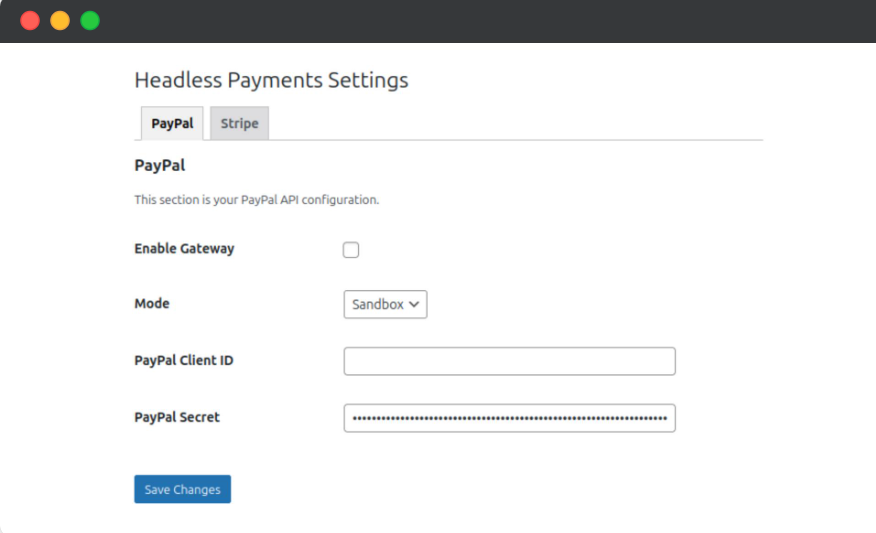 Headless Payments Settings
PayPal Stripe
PayPal
This section is your PayPal API configuration.
Enable Gateway
Mode Sandbox
PayPal Client ID
PayPal Secret
Save Changes